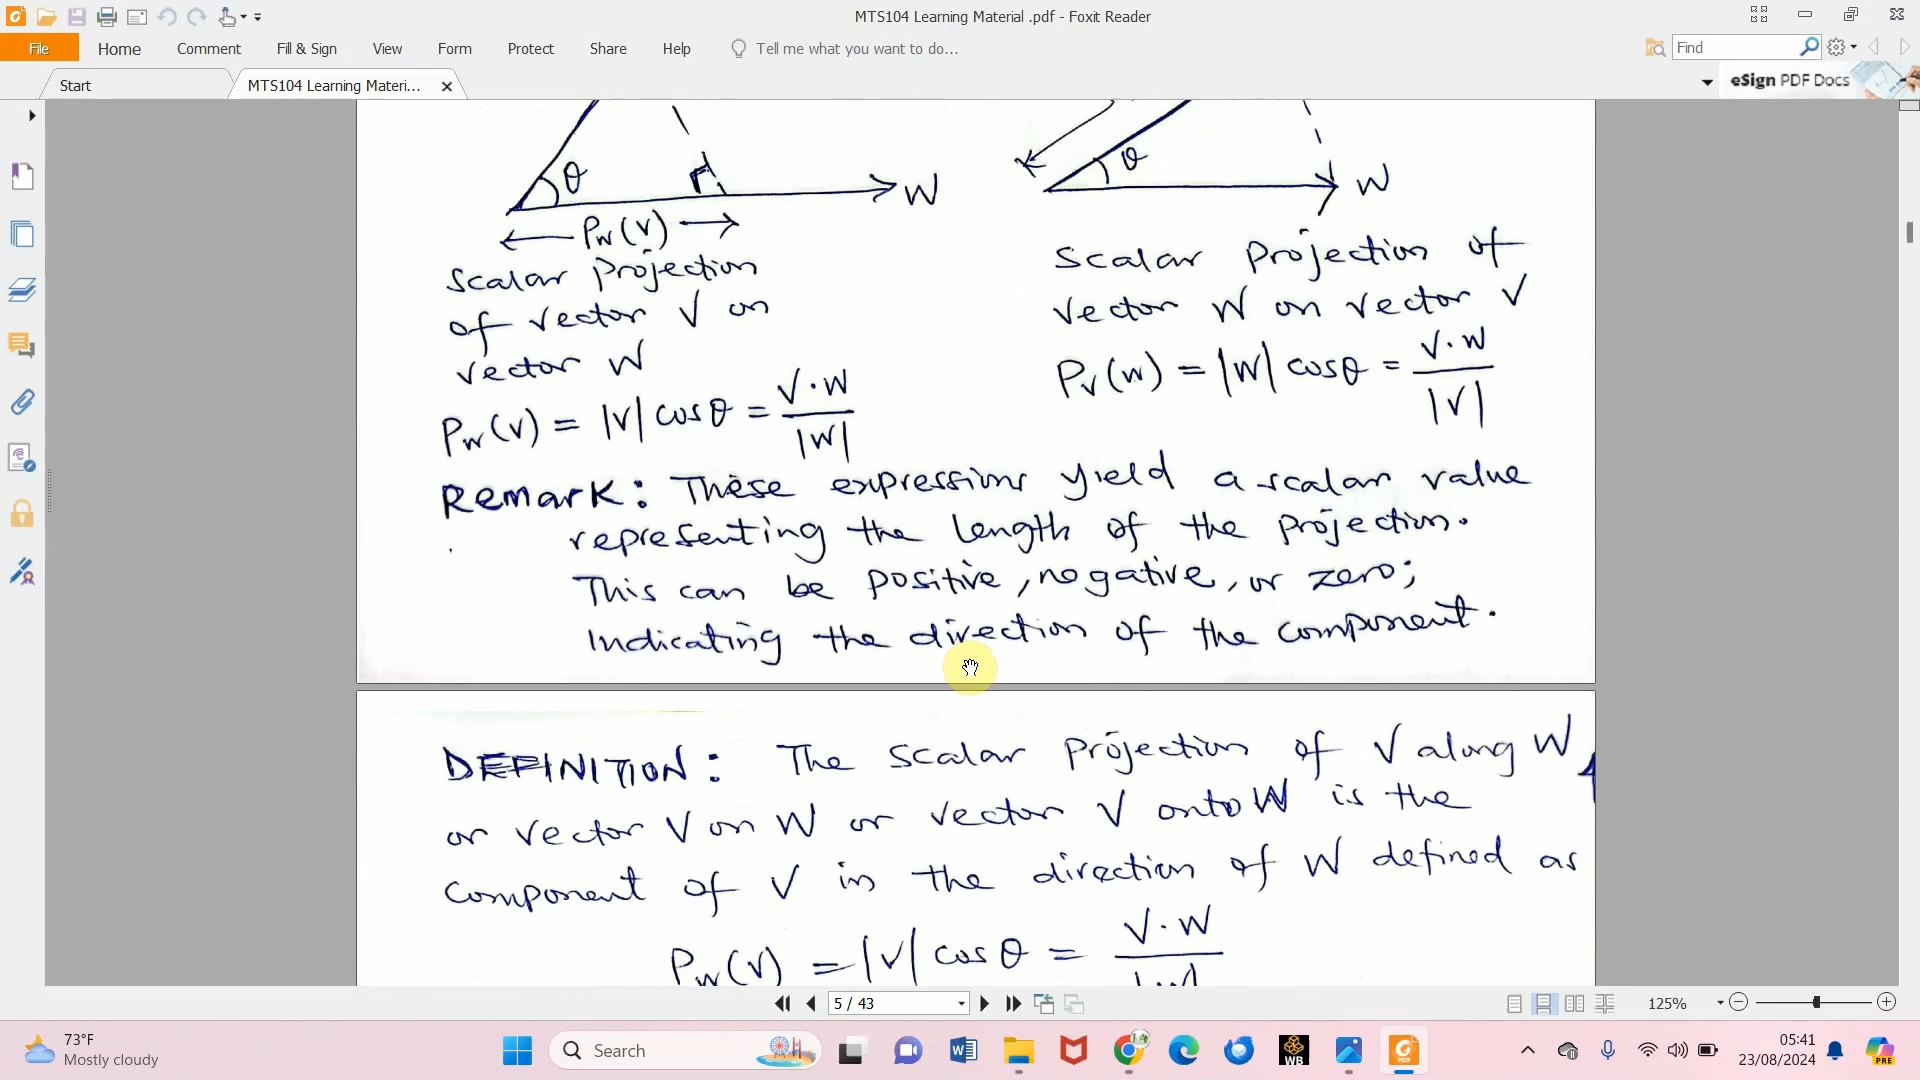 MTS104 Learning Material .pdf - Foxit Reader
File Home Comment Fill & Sign View Form Protect Share Help Tell me what you want to do... Find
Start MTS104 Learning Materi... eSign PDF Docs
θ W θ W
Pw(V)
Scalar Projection
of vector V on
vector W
Pw(V) = |V| cosθ = V·W / |W|
Scalar Projection of
vector W on vector V
Pv(W) = |W| cosθ = V·W / |V|
Remark: These expressions yield a scalar value
representing the length of the projection.
This can be positive, negative, or zero;
indicating the direction of the component.
DEFINITION: The Scalar Projection of V along W
or vector V on W or vector V onto W is the
component of V in the direction of W defined as
Pw(V) = |V| cosθ = V·W / |W|
5 / 43 125%
73°F
Mostly cloudy
Search
WB
PDF
05:41
23/08/2024
PRE